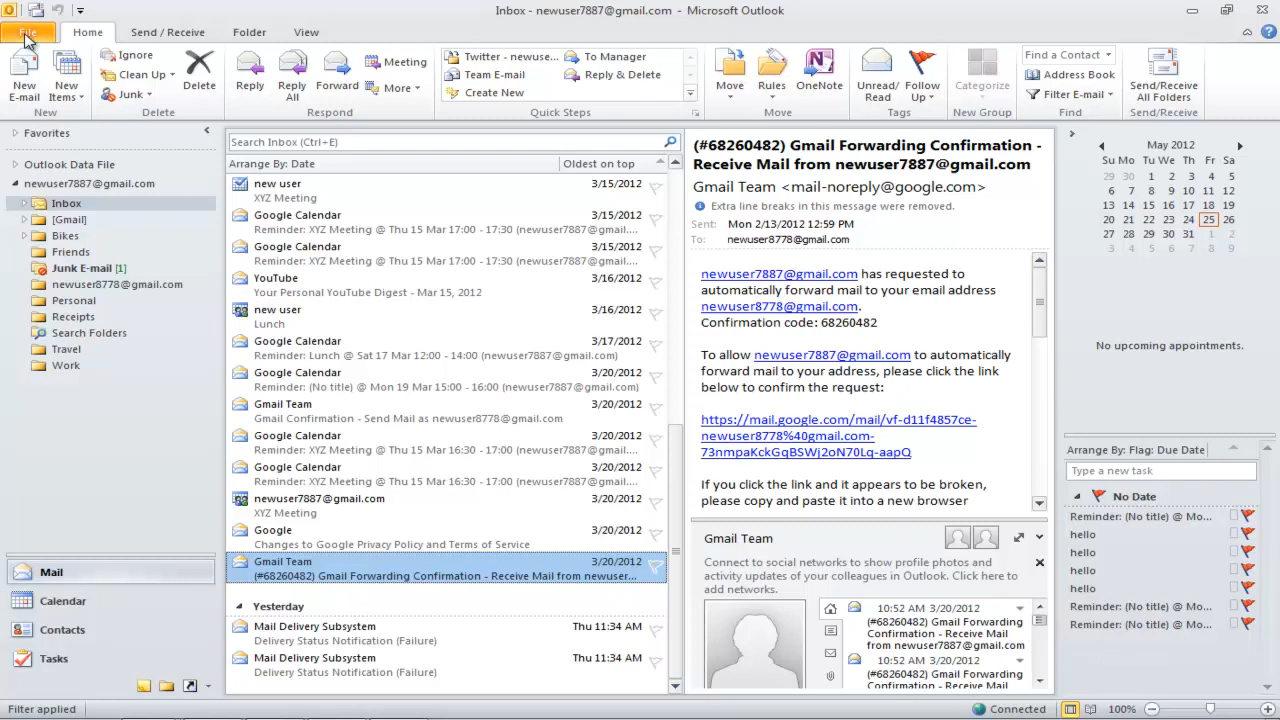 Inbox - newuser7887@gmail.com - Microsoft Outlook
File Home Send / Receive Folder View
New E-mail
New Items
New
Ignore
Clean Up
Junk
Delete
Delete
Reply
Reply All
Forward
Meeting
More
Respond
Twitter - newuse...
Team E-mail
Create New
To Manager
Reply & Delete
Quick Steps
Move
Rules
OneNote
Move
Unread/ Read
Follow Up
Tags
Categorize
New Group
Find a Contact
Address Book
Filter E-mail
Find
Send/Receive All Folders
Send/Receive
Favorites
Outlook Data File
newuser7887@gmail.com
Inbox
[Gmail]
Bikes
Friends
Junk E-mail [1]
newuser8778@gmail.com
Personal
Receipts
Search Folders
Travel
Work
Mail
Calendar
Contacts
Tasks
Search Inbox (Ctrl+E)
Arrange By: Date Oldest on top
new user 3/15/2012
XYZ Meeting
Google Calendar 3/15/2012
Reminder: XYZ Meeting @ Thu 15 Mar 17:00 - 17:30 (newuser7887@gmail....
Google Calendar 3/15/2012
Reminder: XYZ Meeting @ Thu 15 Mar 17:00 - 17:30 (newuser7887@gmail....
YouTube 3/16/2012
Your Personal YouTube Digest - Mar 15, 2012
new user 3/16/2012
Lunch
Google Calendar 3/17/2012
Reminder: Lunch @ Sat 17 Mar 12:00 - 14:00 (newuser7887@gmail.com)
Google Calendar 3/20/2012
Reminder: (No title) @ Mon 19 Mar 15:00 - 16:00 (newuser7887@gmail.com)
Gmail Team 3/20/2012
Gmail Confirmation - Send Mail as newuser8778@gmail.com
Google Calendar 3/20/2012
Reminder: XYZ Meeting @ Thu 15 Mar 16:30 - 17:00 (newuser7887@gmail....
Google Calendar 3/20/2012
Reminder: XYZ Meeting @ Thu 15 Mar 16:30 - 17:00 (newuser7887@gmail....
newuser7887@gmail.com 3/20/2012
XYZ Meeting
Google 3/20/2012
Changes to Google Privacy Policy and Terms of Service
Gmail Team 3/20/2012
(#68260482) Gmail Forwarding Confirmation - Receive Mail from newuser...
Yesterday
Mail Delivery Subsystem Thu 11:34 AM
Delivery Status Notification (Failure)
Mail Delivery Subsystem Thu 11:34 AM
Delivery Status Notification (Failure)
(#68260482) Gmail Forwarding Confirmation -
Receive Mail from newuser7887@gmail.com
Gmail Team <mail-noreply@google.com>
Extra line breaks in this message were removed.
Sent: Mon 2/13/2012 12:59 PM
To: newuser8778@gmail.com
newuser7887@gmail.com has requested to
automatically forward mail to your email address
newuser8778@gmail.com.
Confirmation code: 68260482
To allow newuser7887@gmail.com to automatically
forward mail to your address, please click the link
below to confirm the request:
https://mail.google.com/mail/vf-d11f4857ce-
newuser8778%40gmail.com-
73nmpaKckGqBSWj2oN70Lq-aapQ
If you click the link and it appears to be broken,
please copy and paste it into a new browser
Gmail Team
Connect to social networks to show profile photos and
activity updates of your colleagues in Outlook. Click here to
add networks.
10:52 AM 3/20/2012
(#68260482) Gmail Forwarding
Confirmation - Receive Mail
from newuser7887@gmail.com
10:52 AM 3/20/2012
(#68260482) Gmail Forwarding
Confirmation - Receive Mail
May 2012
Su Mo Tu We Th Fr Sa
29 30 1 2 3 4 5
6 7 8 9 10 11 12
13 14 15 16 17 18 19
20 21 22 23 24 25 26
27 28 29 30 31 1 2
3 4 5 6 7 8 9
No upcoming appointments.
Arrange By: Flag: Due Date
Type a new task
No Date
Reminder: (No title) @ Mo...
hello
hello
hello
hello
Reminder: (No title) @ Mo...
Reminder: (No title) @ Mo...
Filter applied
Connected
100%